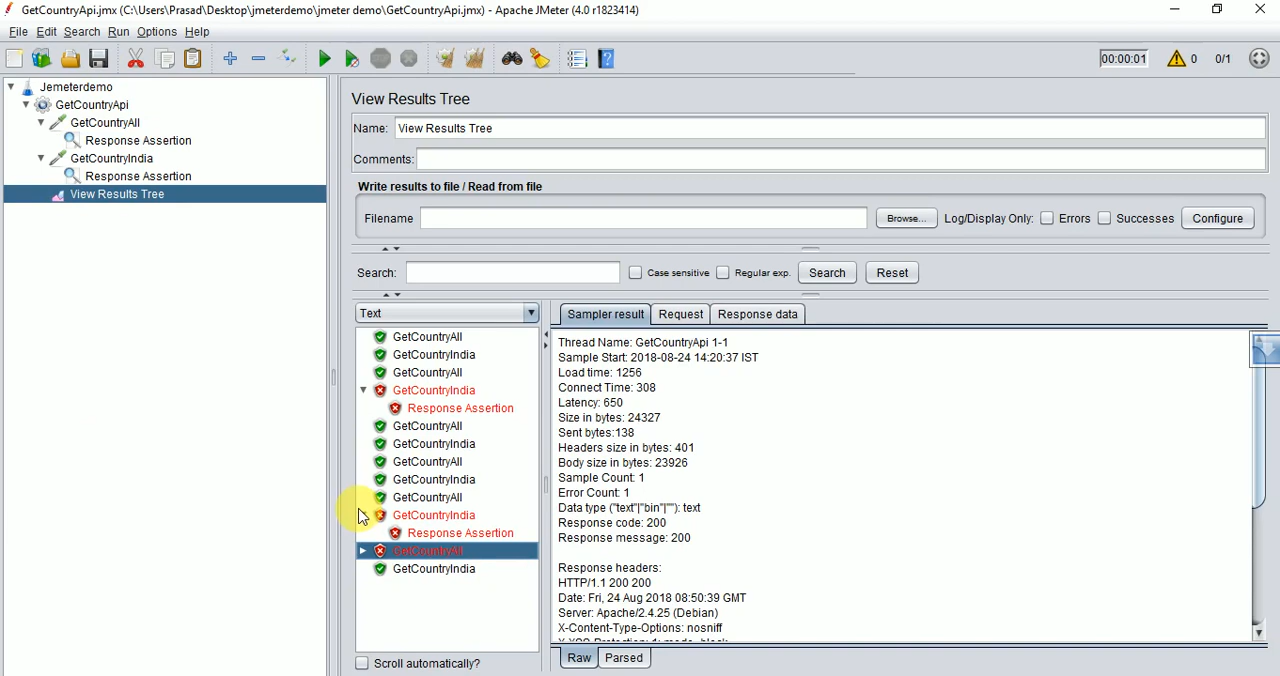 GetCountryApi.jmx (C:\Users\Prasad\Desktop\jmeterdemo\jmeter demo\GetCountryApi.jmx) - Apache JMeter (4.0 r1823414)
File Edit Search Run Options Help
00:00:01 0 0/1
Jemeterdemo
GetCountryApi
GetCountryAll
Response Assertion
GetCountryIndia
Response Assertion
View Results Tree
View Results Tree
Name: View Results Tree
Comments:
Write results to file / Read from file
Filename Browse... Log/Display Only: Errors Successes Configure
Search: Case sensitive Regular exp. Search Reset
Text
GetCountryAll
GetCountryIndia
GetCountryAll
GetCountryIndia
Response Assertion
GetCountryAll
GetCountryIndia
GetCountryAll
GetCountryIndia
GetCountryAll
GetCountryIndia
Response Assertion
GetCountryAll
GetCountryIndia
Scroll automatically?
Sampler result Request Response data
Thread Name: GetCountryApi 1-1
Sample Start: 2018-08-24 14:20:37 IST
Load time: 1256
Connect Time: 308
Latency: 650
Size in bytes: 24327
Sent bytes:138
Headers size in bytes: 401
Body size in bytes: 23926
Sample Count: 1
Error Count: 1
Data type ("text"|"bin"|""): text
Response code: 200
Response message: 200
Response headers:
HTTP/1.1 200 200
Date: Fri, 24 Aug 2018 08:50:39 GMT
Server: Apache/2.4.25 (Debian)
X-Content-Type-Options: nosniff
Raw Parsed